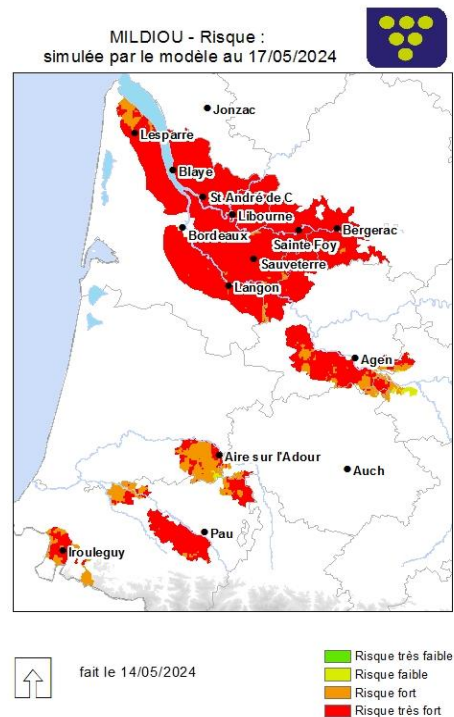 MILDIOU - Risque :
simulée par le modèle au 17/05/2024
Jonzac
Lesparre
Blaye
St André de C
Libourne
Bordeaux
Sainte Foy
Bergerac
Sauveterre
Langon
Agen
Aire sur l'Adour
Auch
Pau
Irouleguy
fait le 14/05/2024
Risque très faible
Risque faible
Risque fort
Risque très fort